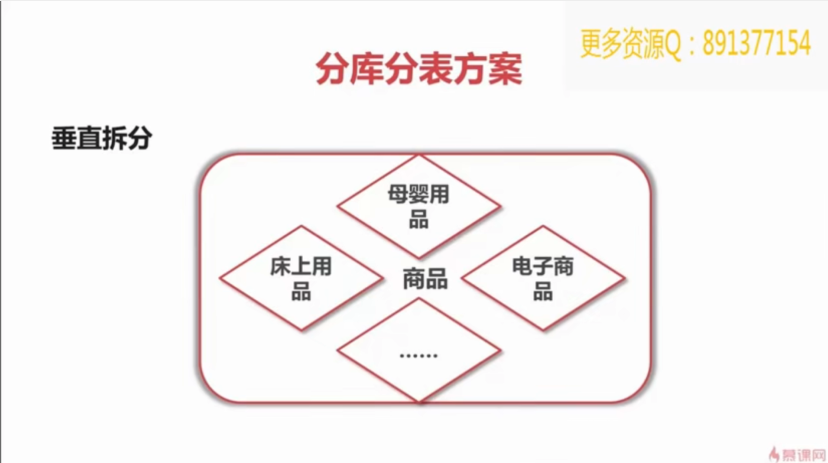 更多资源Q：891377154
分库分表方案
垂直拆分
母婴用
品
床上用
品
商品
电子商
品
......
慕课网